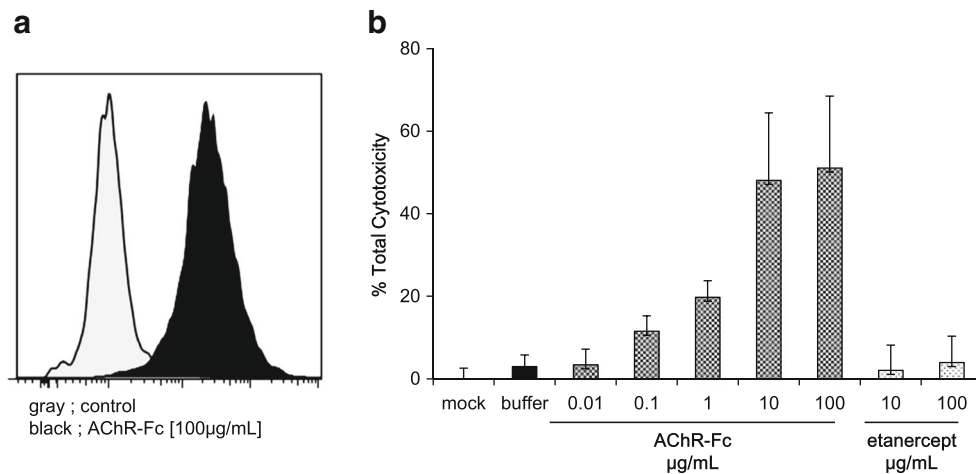 a
gray ; control
black ; AChR-Fc [100µg/mL]
b
% Total Cytotoxicity
80
60
40
20
0
mock buffer 0.01 0.1 1 10 100 10 100
AChR-Fc etanercept
µg/mL µg/mL